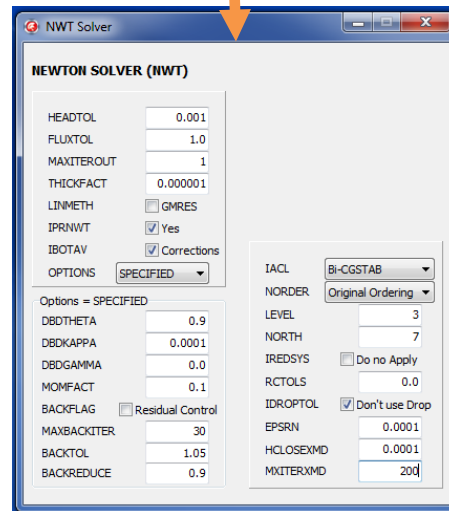 NWT Solver
NEWTON SOLVER (NWT)
HEADTOL 0.001
FLUXTOL 1.0
MAXITEROUT 1
THICKFACT 0.000001
LINMETH GMRES
IPRNWT Yes
IBOTAV Corrections
OPTIONS SPECIFIED
Options = SPECIFIED
DBDTHETA 0.9
DBDKAPPA 0.0001
DBDGAMMA 0.0
MOMFACT 0.1
BACKFLAG Residual Control
MAXBACKITER 30
BACKTOL 1.05
BACKREDUCE 0.9
IACL Bi-CGSTAB
NORDER Original Ordering
LEVEL 3
NORTH 7
IREDSYS Do no Apply
RCTOLS 0.0
IDROPTOL Don't use Drop
EPSRN 0.0001
HCLOSEXMD 0.0001
MXITERXMD 200